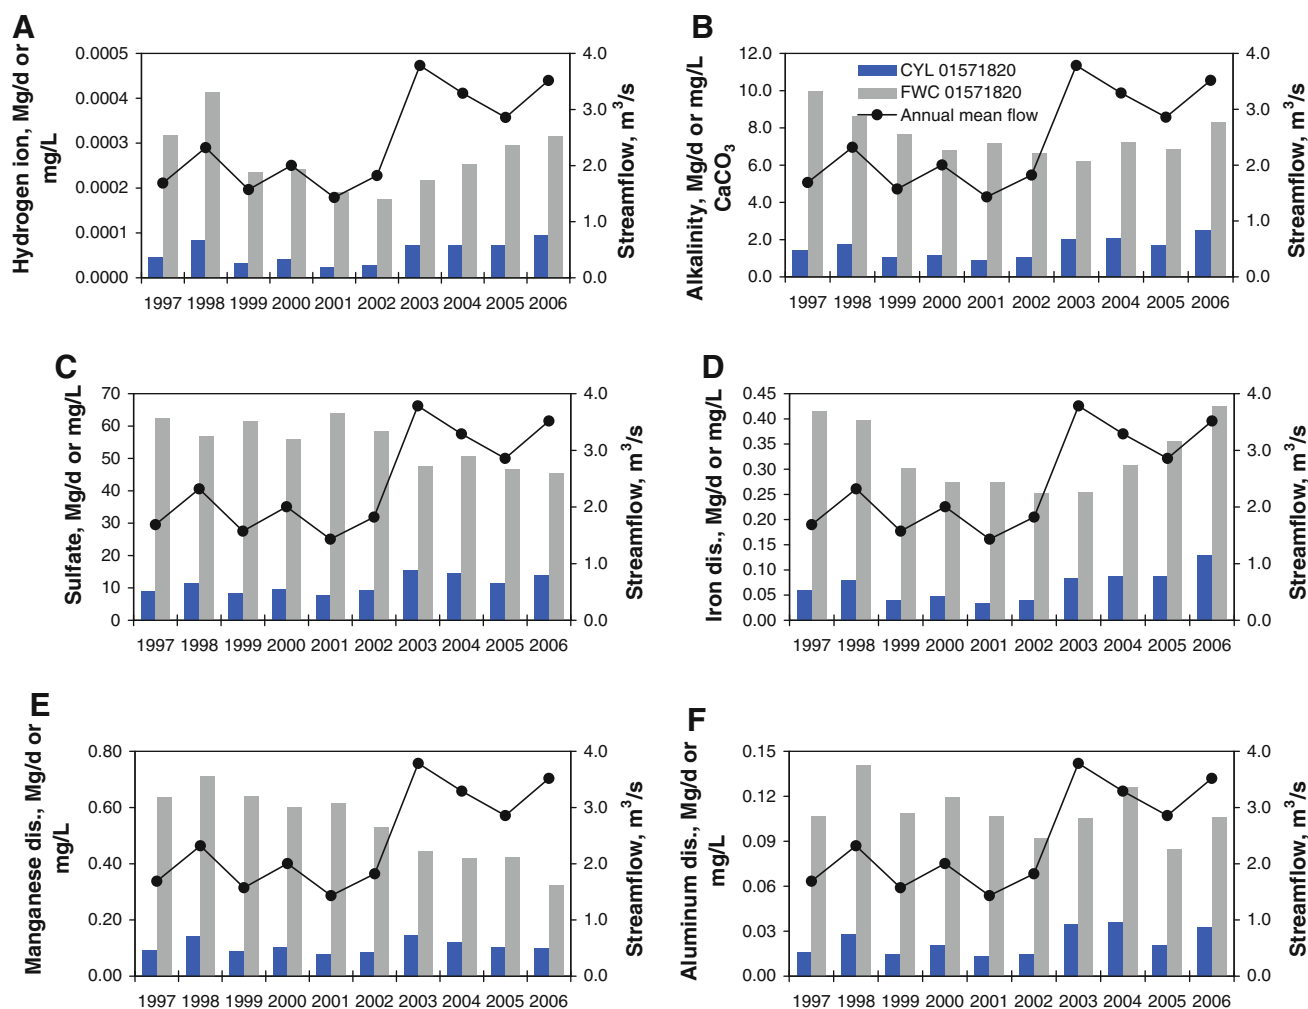 A
Hydrogen ion, Mg/d or
mg/L
0.0005
0.0004
0.0003
0.0002
0.0001
0.0000
4.0
3.0
2.0
1.0
0.0
Streamflow, m³/s
1997 1998 1999 2000 2001 2002 2003 2004 2005 2006
B
Alkalinity, Mg/d or mg/L
CaCO₃
12.0
10.0
8.0
6.0
4.0
2.0
0.0
CYL 01571820
FWC 01571820
Annual mean flow
4.0
3.0
2.0
1.0
0.0
Streamflow, m³/s
1997 1998 1999 2000 2001 2002 2003 2004 2005 2006
C
Sulfate, Mg/d or mg/L
70
60
50
40
30
20
10
0
4.0
3.0
2.0
1.0
0.0
Streamflow, m³/s
1997 1998 1999 2000 2001 2002 2003 2004 2005 2006
D
Iron dis., Mg/d or mg/L
0.45
0.40
0.35
0.30
0.25
0.20
0.15
0.10
0.05
0.00
4.0
3.0
2.0
1.0
0.0
Streamflow, m³/s
1997 1998 1999 2000 2001 2002 2003 2004 2005 2006
E
Manganese dis., Mg/d or
mg/L
0.80
0.60
0.40
0.20
0.00
4.0
3.0
2.0
1.0
0.0
Streamflow, m³/s
1997 1998 1999 2000 2001 2002 2003 2004 2005 2006
F
Aluminum dis., Mg/d or
mg/L
0.15
0.12
0.09
0.06
0.03
0.00
4.0
3.0
2.0
1.0
0.0
Streamflow, m³/s
1997 1998 1999 2000 2001 2002 2003 2004 2005 2006